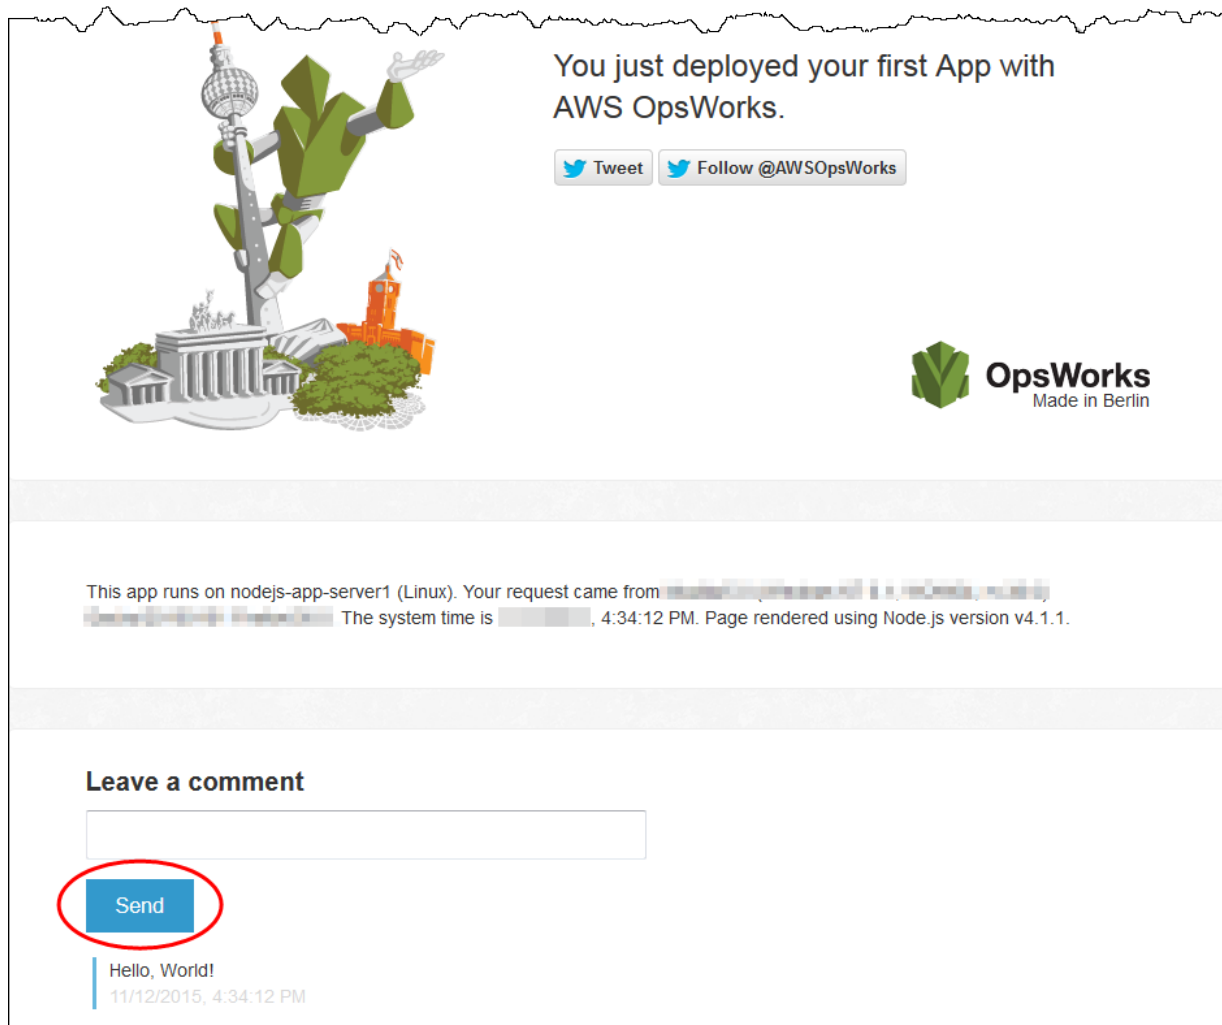 You just deployed your first App with
AWS OpsWorks.
Tweet
Follow @AWSOpsWorks
OpsWorks
Made in Berlin
This app runs on nodejs-app-server1 (Linux). Your request came from
The system time is , 4:34:12 PM. Page rendered using Node.js version v4.1.1.
Leave a comment
Send
Hello, World!
11/12/2015, 4:34:12 PM